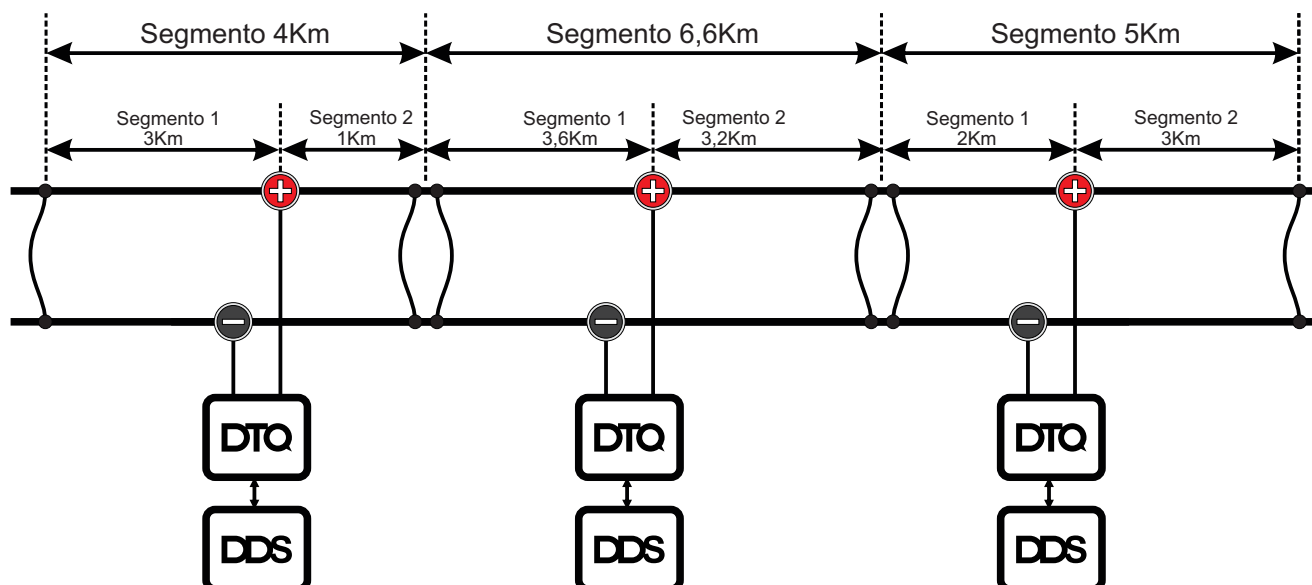 Segmento 4Km
Segmento 6,6Km
Segmento 5Km
Segmento 1
3Km
Segmento 2
1Km
Segmento 1
3,6Km
Segmento 2
3,2Km
Segmento 1
2Km
Segmento 2
3Km
DTQ
DTQ
DTQ
DDS
DDS
DDS